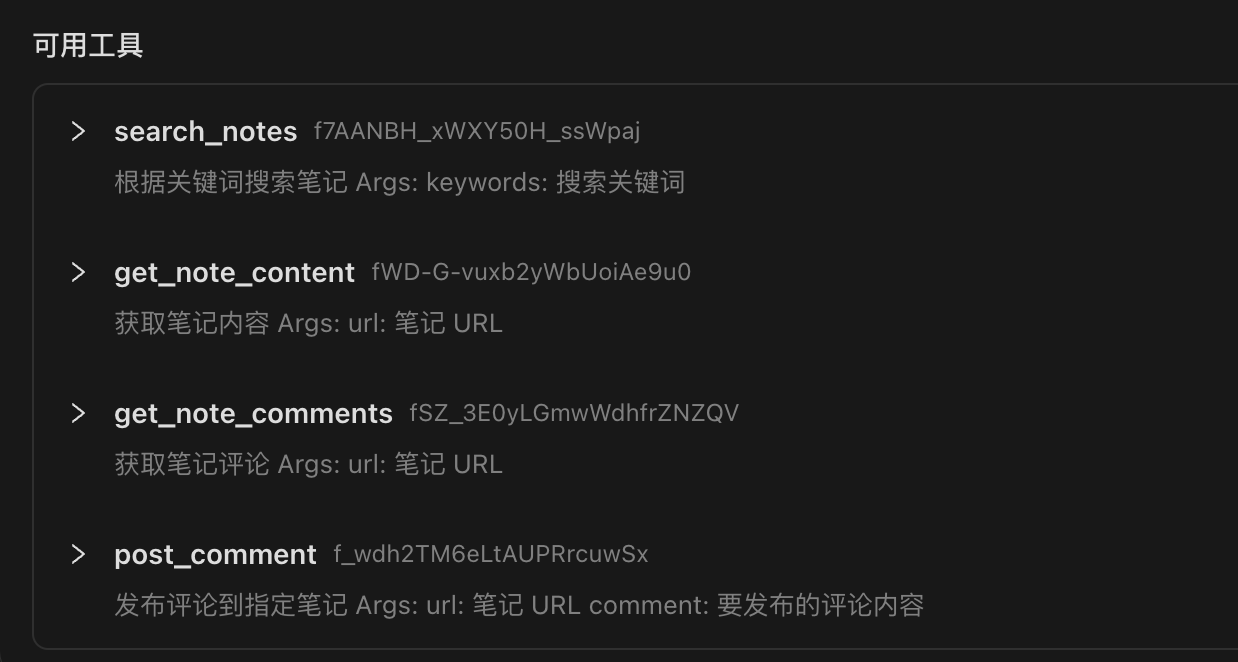 可用工具
search_notes f7AANBH_xWXY50H_ssWpaj
根据关键词搜索笔记 Args: keywords: 搜索关键词
get_note_content fWD-G-vuxb2yWbUoiAe9u0
获取笔记内容 Args: url: 笔记 URL
get_note_comments fSZ_3E0yLGmwWdhfrZNZQV
获取笔记评论 Args: url: 笔记 URL
post_comment f_wdh2TM6eLtAUPRrcuwSx
发布评论到指定笔记 Args: url: 笔记 URL comment: 要发布的评论内容